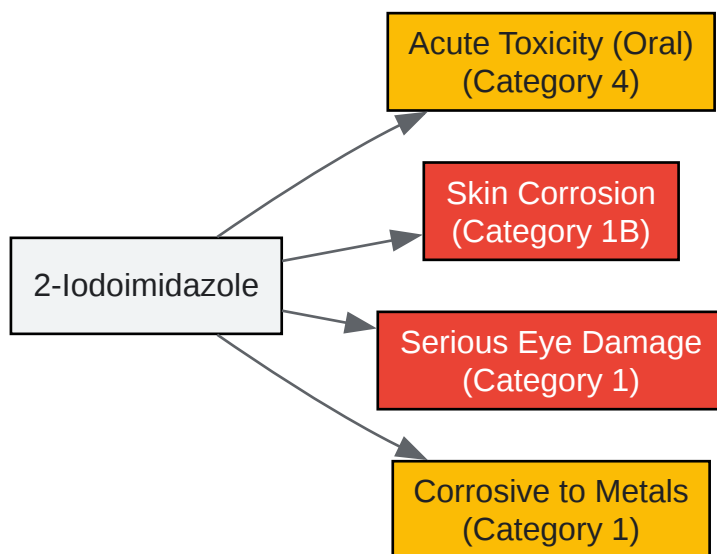 Acute Toxicity (Oral)
(Category 4)
Skin Corrosion
(Category 1B)
2-Iodoimidazole
Serious Eye Damage
(Category 1)
Corrosive to Metals
(Category 1)